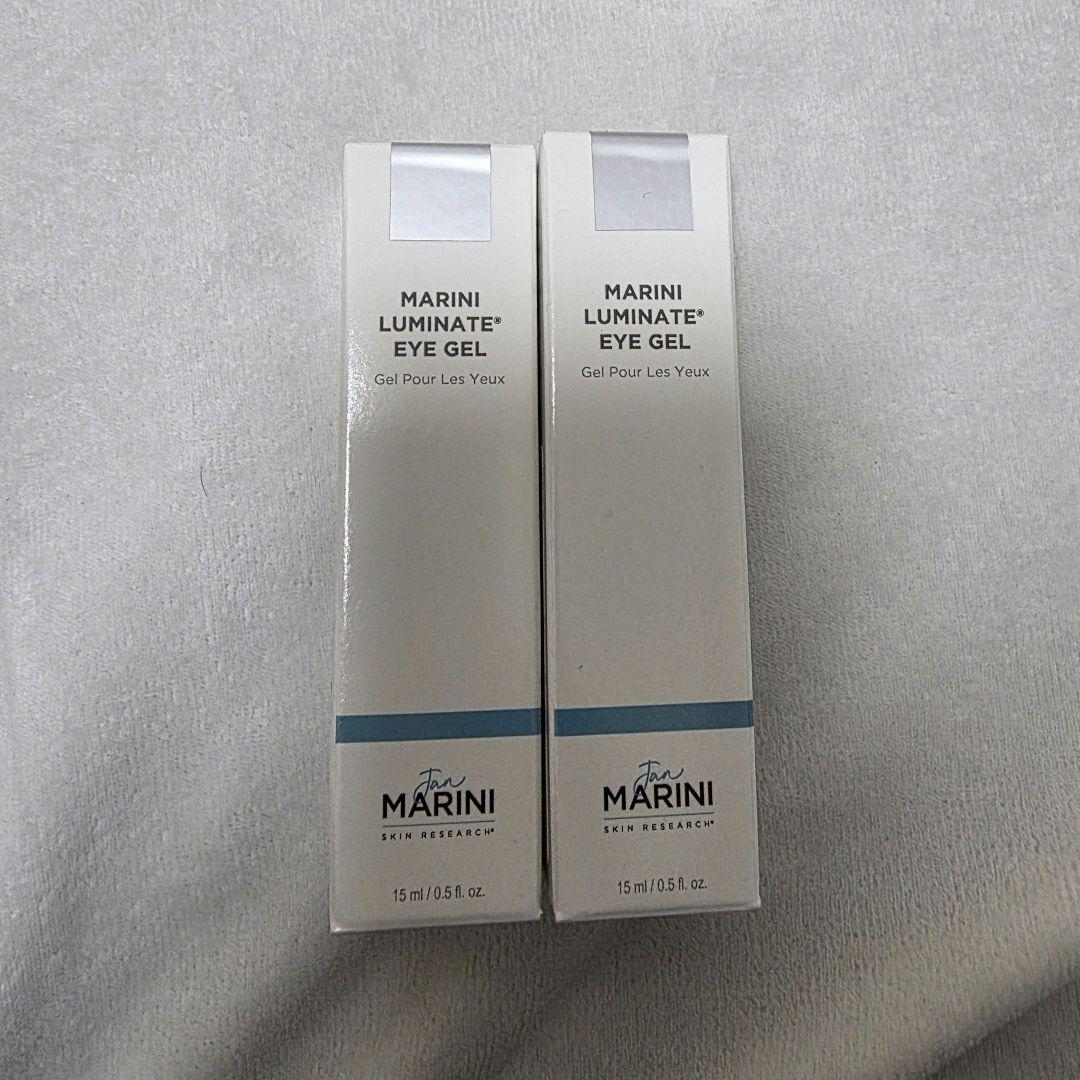 MARINI
LUMINATE®
EYE GEL
Gel Pour Les Yeux
Jan
MARINI
SKIN RESEARCH®
15 ml / 0.5 fl. oz.
MARINI
LUMINATE®
EYE GEL
Gel Pour Les Yeux
Jan
MARINI
SKIN RESEARCH®
15 ml / 0.5 fl. oz.